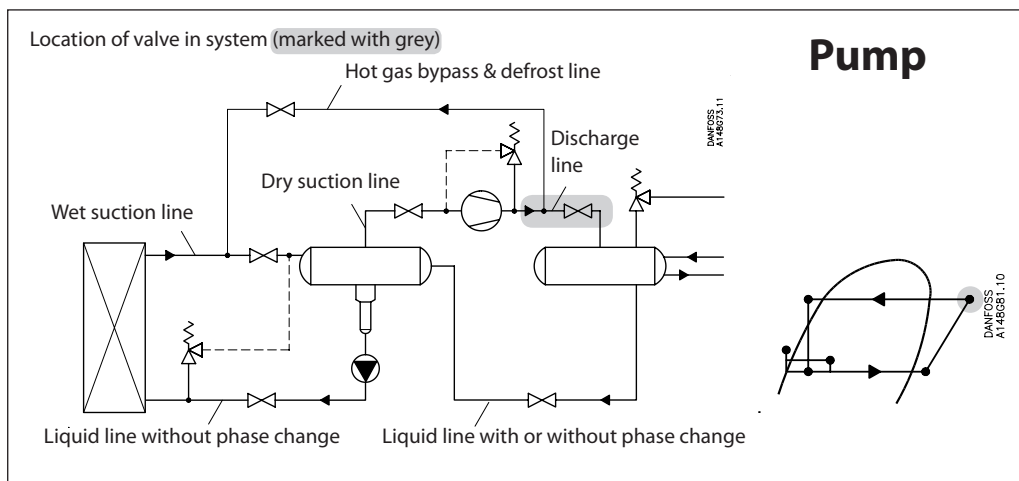 Location of valve in system (marked with grey)
Pump
Hot gas bypass & defrost line
DANFOSS
A148G73.11
Discharge
line
Dry suction line
Wet suction line
DANFOSS
A148G81.10
Liquid line without phase change
Liquid line with or without phase change